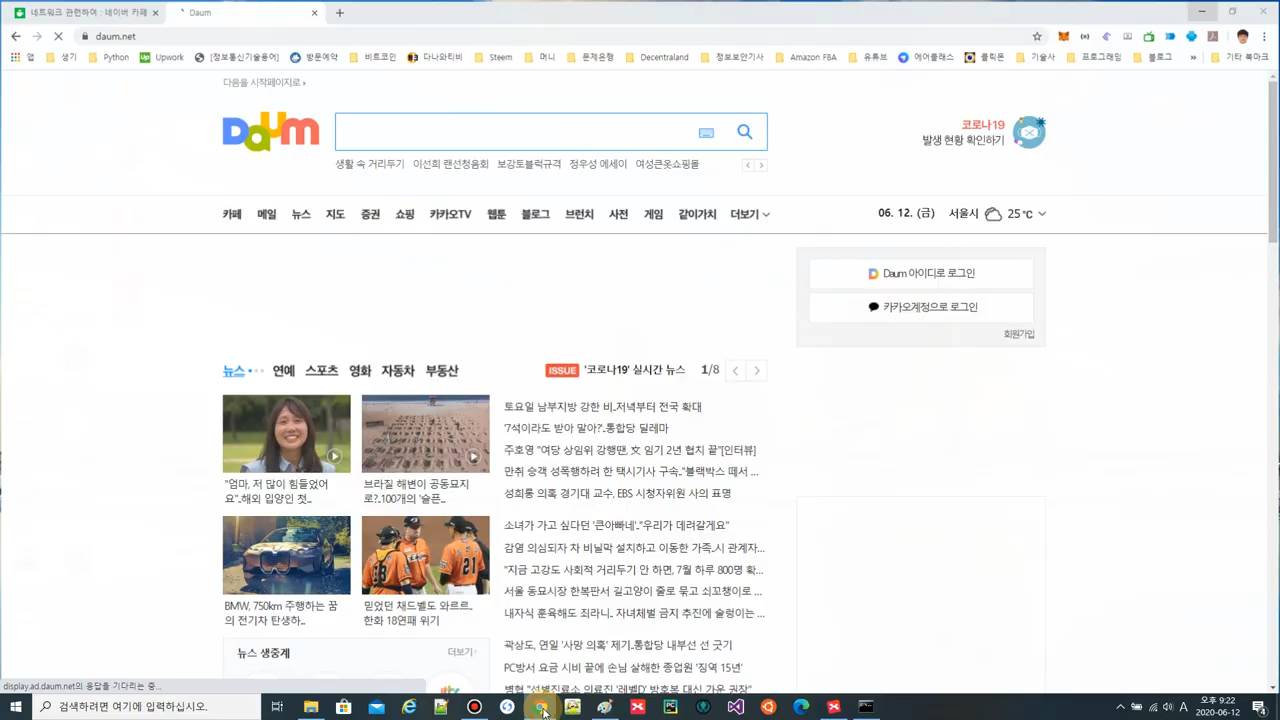 네트워크 관련하여 : 네이버 카페
Daum
daum.net
앱 생기 Python Upwork [정보통신기술용어] 방문예약 비트코인 다나와비티 Steem 머니 문제은행 Decentraland 정보보안기사 Amazon FBA 유튜브 에어클래스 클릭폰 기술사 프로그래밍 블로그 » 기타 북마크
다음을 시작페이지로
Daum
코로나19
발생 현황 확인하기
생활 속 거리두기 이선희 랜선청음회 보강토블럭규격 정우성 에세이 여성큰옷쇼핑몰
카페 메일 뉴스 지도 증권 쇼핑 카카오TV 웹툰 블로그 브런치 사전 게임 같이가치 더보기
06. 12. (금) 서울시 25 °C
Daum 아이디로 로그인
카카오계정으로 로그인
회원가입
뉴스 연예 스포츠 영화 자동차 부동산
ISSUE '코로나19' 실시간 뉴스 1/8
"엄마, 저 많이 힘들었어
요"..해외 입양인 첫...
브라질 해변이 공동묘지
로?..100개의 '슬픈...
BMW, 750km 주행하는 꿈
의 전기차 탄생하...
믿었던 채드벨도 와르르..
한화 18연패 위기
뉴스 생중계 더보기
토요일 남부지방 강한 비..저녁부터 전국 확대
'7석이라도 받아 말아?'..통합당 딜레마
주호영 "여당 상임위 강행땐, 文 임기 2년 협치 끝"[인터뷰]
만취 승객 성폭행하려 한 택시기사 구속.."블랙박스 떼서 ...
성희롱 의혹 경기대 교수, EBS 시청자위원 사의 표명
소녀가 가고 싶다던 '큰아빠네'.."우리가 데려갈게요"
감염 의심되자 차 비닐막 설치하고 이동한 가족..시 관계자...
"지금 고강도 사회적 거리두기 안 하면, 7월 하루 800명 확...
서울 동묘시장 한복판서 길고양이 줄로 묶고 쇠꼬챙이로 ...
내자식 훈육해도 죄라니.. 자녀체벌 금지 추진에 술렁이는 ...
곽상도, 연일 '사망 의혹' 제기..통합당 내부선 선 긋기
PC방서 요금 시비 끝에 손님 살해한 종업원 '징역 15년'
병협 "선별진료소 의료진 '레벨D' 방호복 대신 가운 권장"
display.ad.daum.net의 응답을 기다리는 중...
검색하려면 여기에 입력하십시오.
오후 9:22
2020-06-12
4